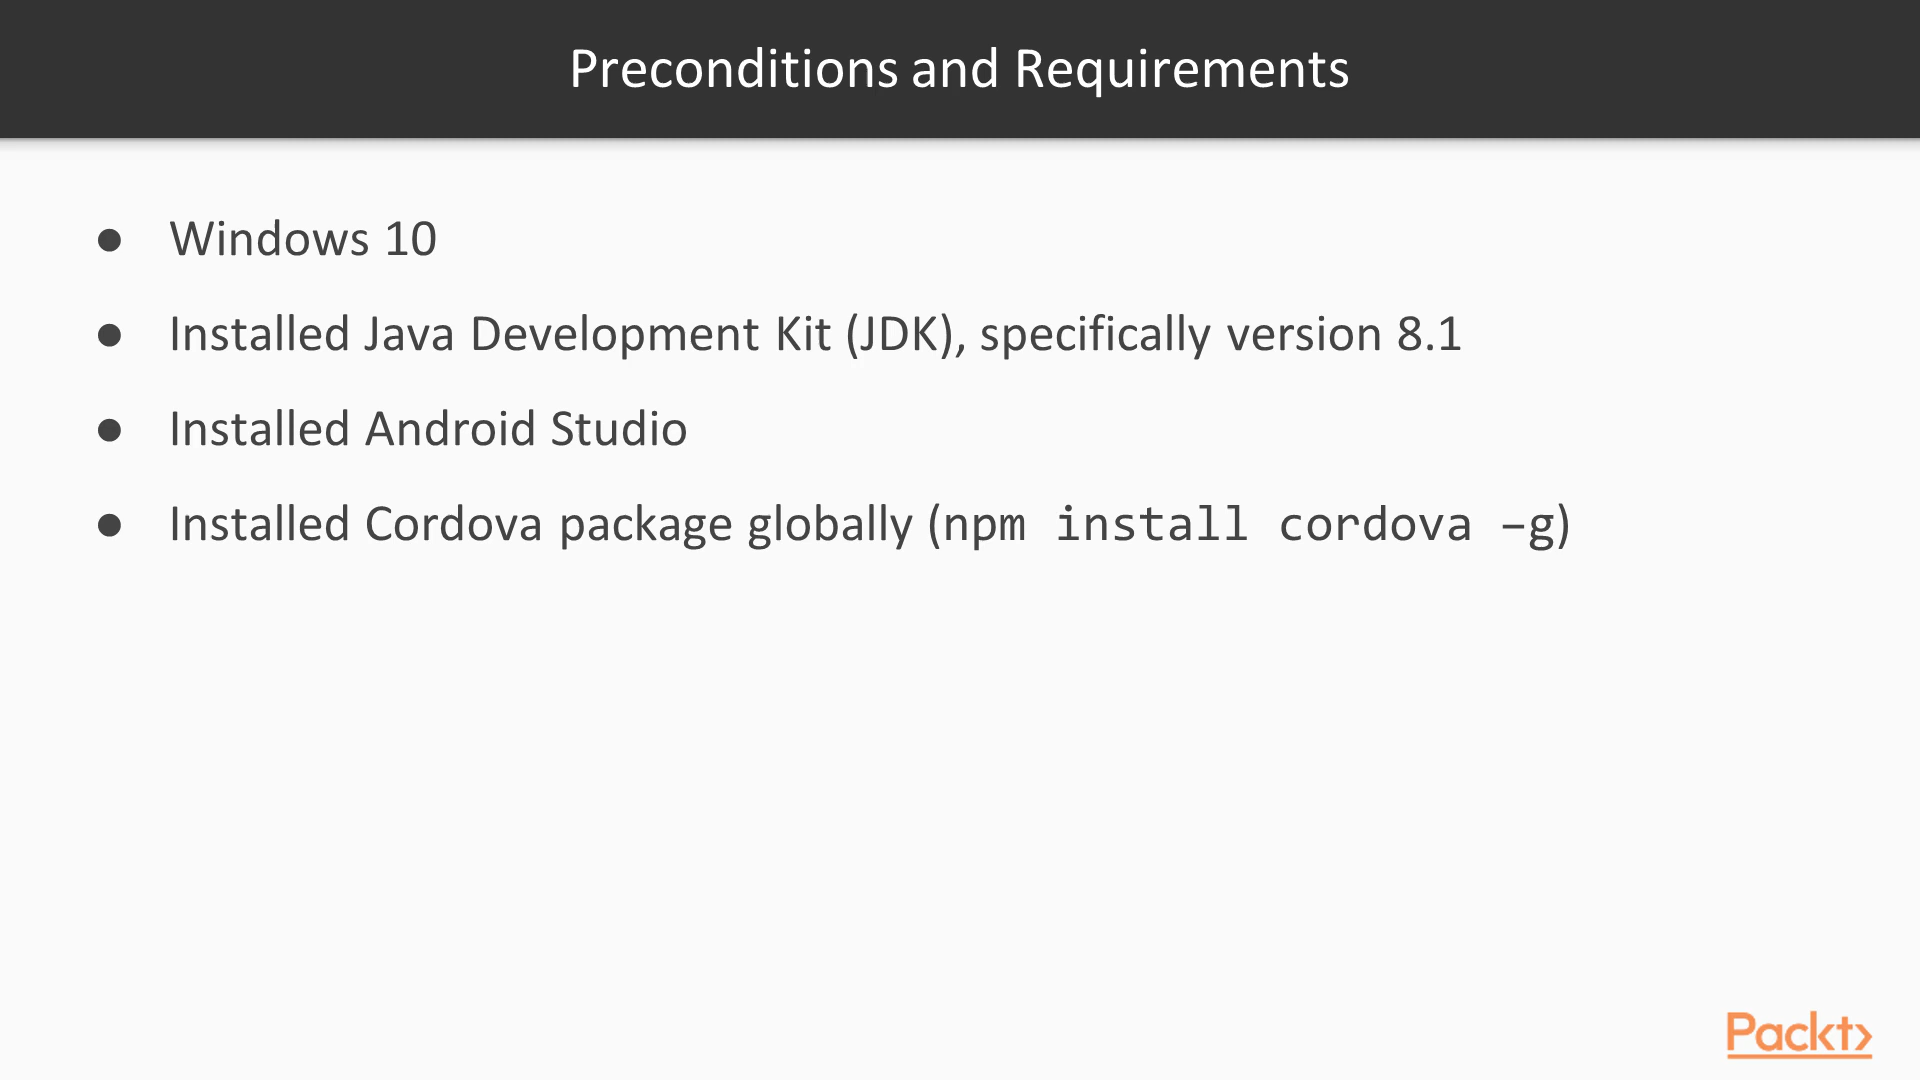 Preconditions and Requirements
● Windows 10
● Installed Java Development Kit (JDK), specifically version 8.1
● Installed Android Studio
● Installed Cordova package globally (npm install cordova –g)
Packt>